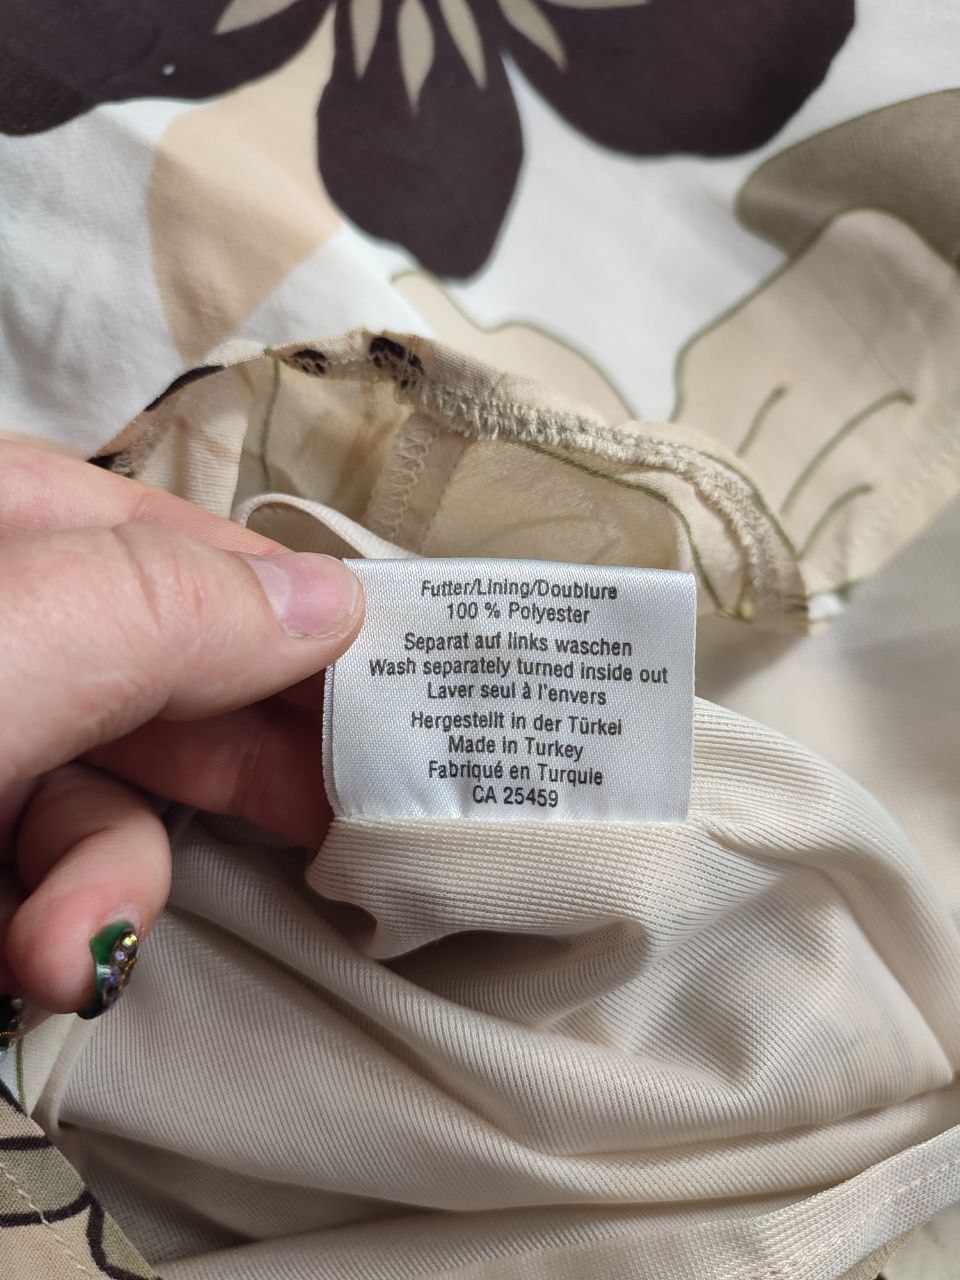 Futter/Lining/Doublure
100 % Polyester
Separat auf links waschen
Wash separately turned inside out
Laver seul à l'envers
Hergestellt in der Türkei
Made in Turkey
Fabriqué en Turquie
CA 25459